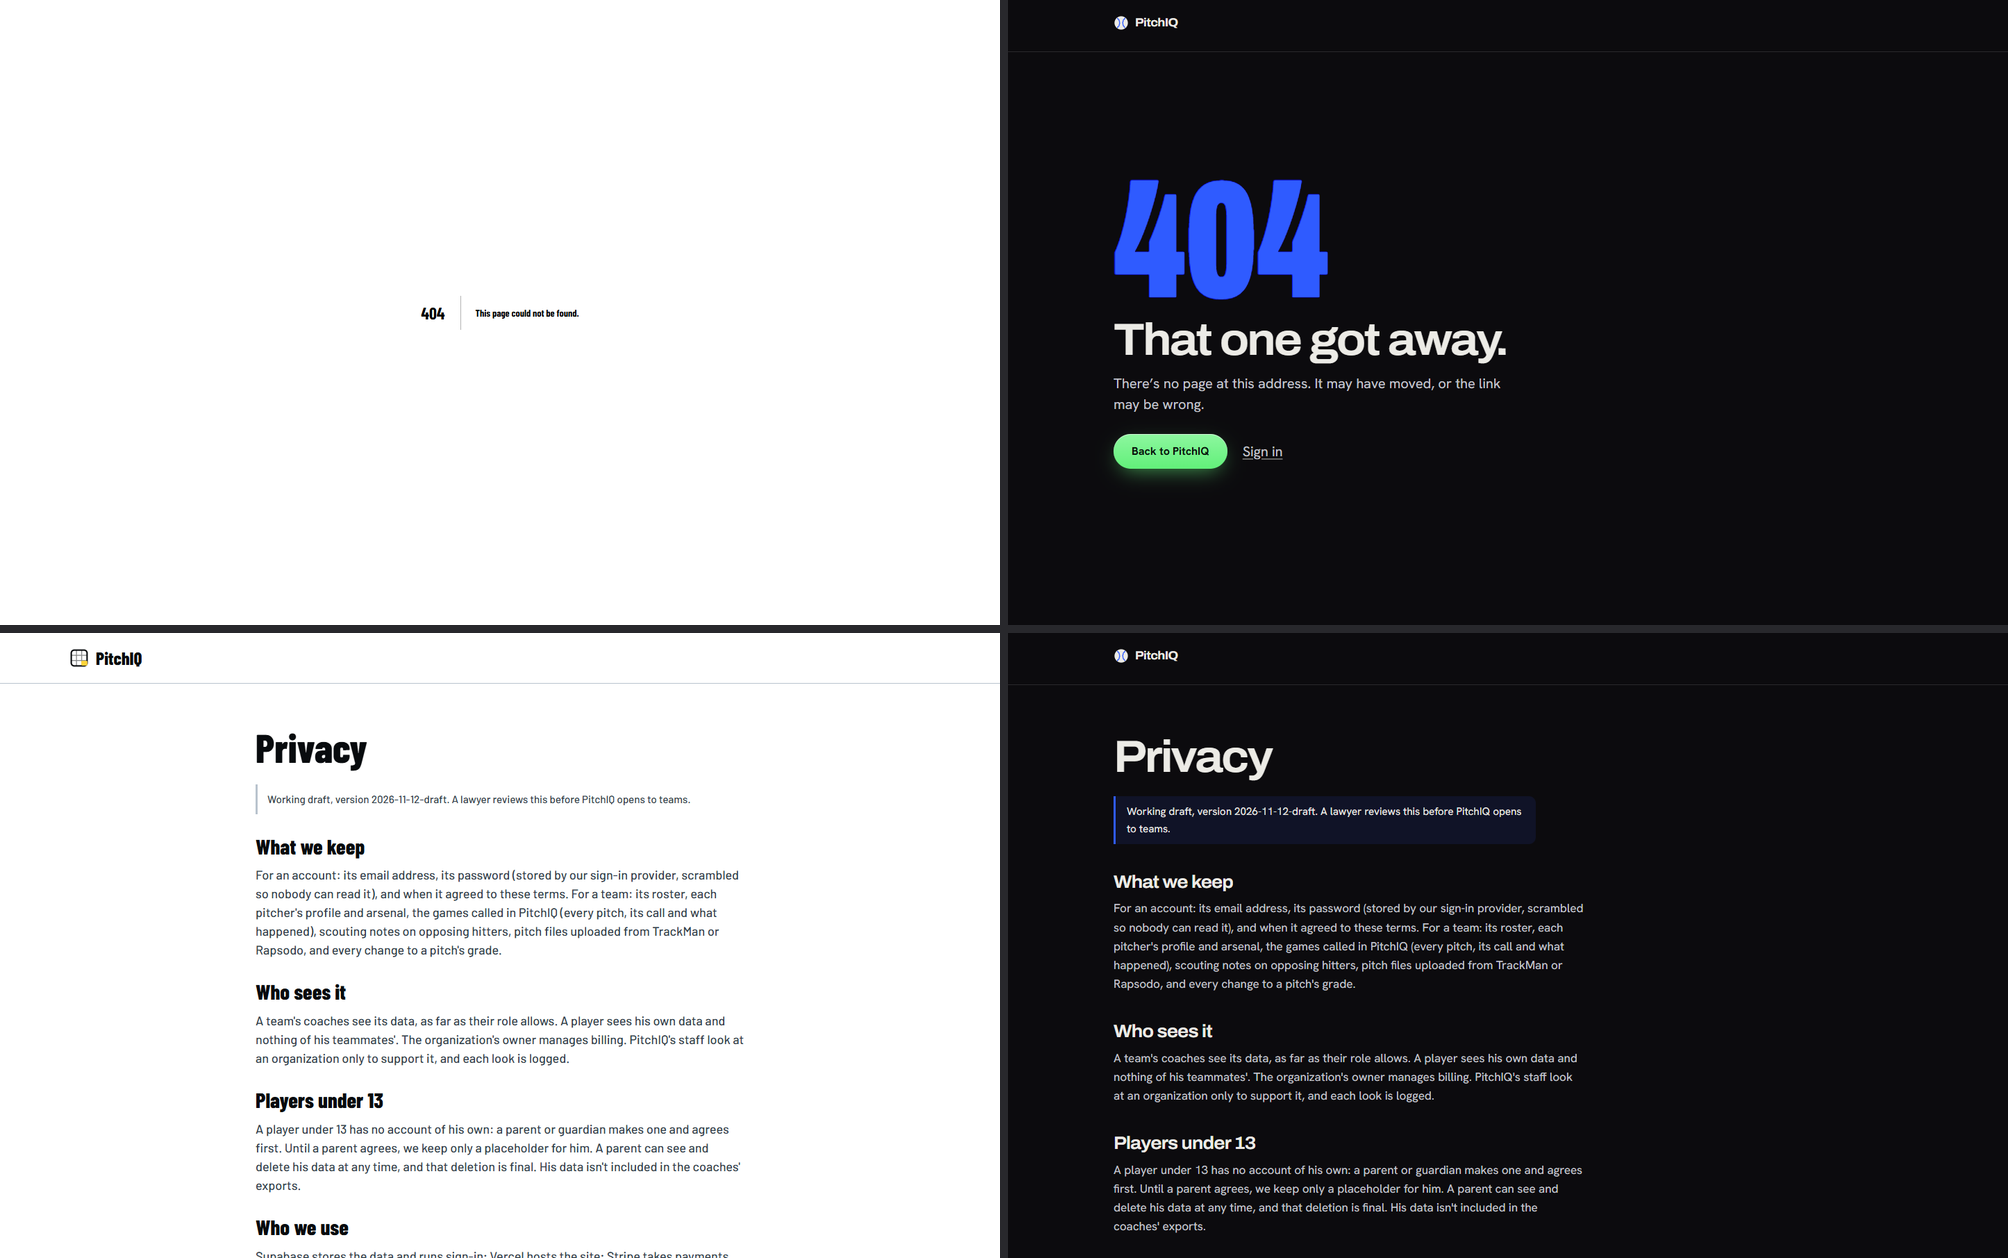 404
This page could not be found.
PitchIQ
404
That one got away.
There’s no page at this address. It may have moved, or the link
may be wrong.
Back to PitchIQ
Sign in
PitchIQ
Privacy
Working draft, version 2026-11-12-draft. A lawyer reviews this before PitchIQ opens to teams.
What we keep
For an account: its email address, its password (stored by our sign-in provider, scrambled
so nobody can read it), and when it agreed to these terms. For a team: its roster, each
pitcher's profile and arsenal, the games called in PitchIQ (every pitch, its call and what
happened), scouting notes on opposing hitters, pitch files uploaded from TrackMan or
Rapsodo, and every change to a pitch's grade.
Who sees it
A team's coaches see its data, as far as their role allows. A player sees his own data and
nothing of his teammates'. The organization's owner manages billing. PitchIQ's staff look at
an organization only to support it, and each look is logged.
Players under 13
A player under 13 has no account of his own: a parent or guardian makes one and agrees
first. Until a parent agrees, we keep only a placeholder for him. A parent can see and
delete his data at any time, and that deletion is final. His data isn't included in the coaches'
exports.
Who we use
Supabase stores the data and runs sign-in; Vercel hosts the site; Stripe takes payments
PitchIQ
Privacy
Working draft, version 2026-11-12-draft. A lawyer reviews this before PitchIQ opens
to teams.
What we keep
For an account: its email address, its password (stored by our sign-in provider, scrambled
so nobody can read it), and when it agreed to these terms. For a team: its roster, each
pitcher's profile and arsenal, the games called in PitchIQ (every pitch, its call and what
happened), scouting notes on opposing hitters, pitch files uploaded from TrackMan or
Rapsodo, and every change to a pitch's grade.
Who sees it
A team's coaches see its data, as far as their role allows. A player sees his own data and
nothing of his teammates'. The organization's owner manages billing. PitchIQ's staff look
at an organization only to support it, and each look is logged.
Players under 13
A player under 13 has no account of his own: a parent or guardian makes one and agrees
first. Until a parent agrees, we keep only a placeholder for him. A parent can see and
delete his data at any time, and that deletion is final. His data isn't included in the
coaches' exports.